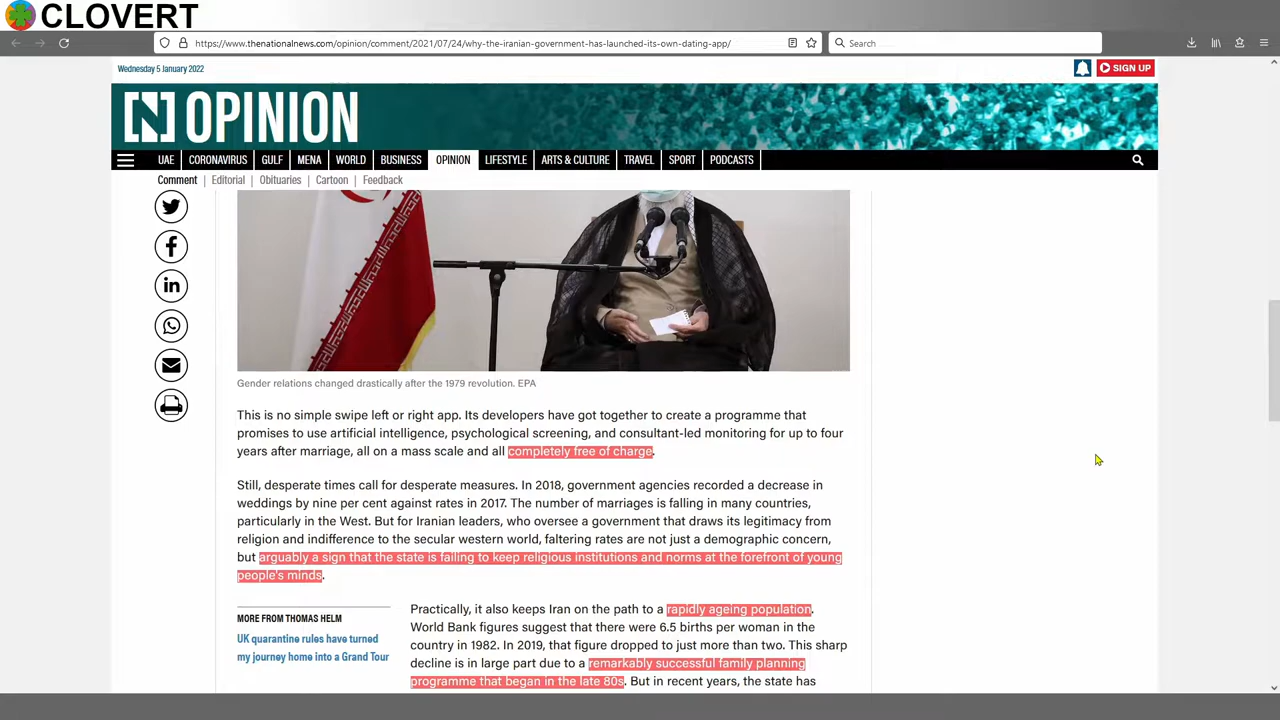 CLOVERT
https://www.thenationalnews.com/opinion/comment/2021/07/24/why-the-iranian-government-has-launched-its-own-dating-app/
Search
Wednesday 5 January 2022
SIGN UP
N OPINION
UAE CORONAVIRUS GULF MENA WORLD BUSINESS OPINION LIFESTYLE ARTS & CULTURE TRAVEL SPORT PODCASTS
Comment | Editorial | Obituaries | Cartoon | Feedback
Gender relations changed drastically after the 1979 revolution. EPA
This is no simple swipe left or right app. Its developers have got together to create a programme that
promises to use artificial intelligence, psychological screening, and consultant-led monitoring for up to four
years after marriage, all on a mass scale and all completely free of charge.
Still, desperate times call for desperate measures. In 2018, government agencies recorded a decrease in
weddings by nine per cent against rates in 2017. The number of marriages is falling in many countries,
particularly in the West. But for Iranian leaders, who oversee a government that draws its legitimacy from
religion and indifference to the secular western world, faltering rates are not just a demographic concern,
but arguably a sign that the state is failing to keep religious institutions and norms at the forefront of young
people's minds.
MORE FROM THOMAS HELM
UK quarantine rules have turned
my journey home into a Grand Tour
Practically, it also keeps Iran on the path to a rapidly ageing population.
World Bank figures suggest that there were 6.5 births per woman in the
country in 1982. In 2019, that figure dropped to just more than two. This sharp
decline is in large part due to a remarkably successful family planning
programme that began in the late 80s. But in recent years, the state has